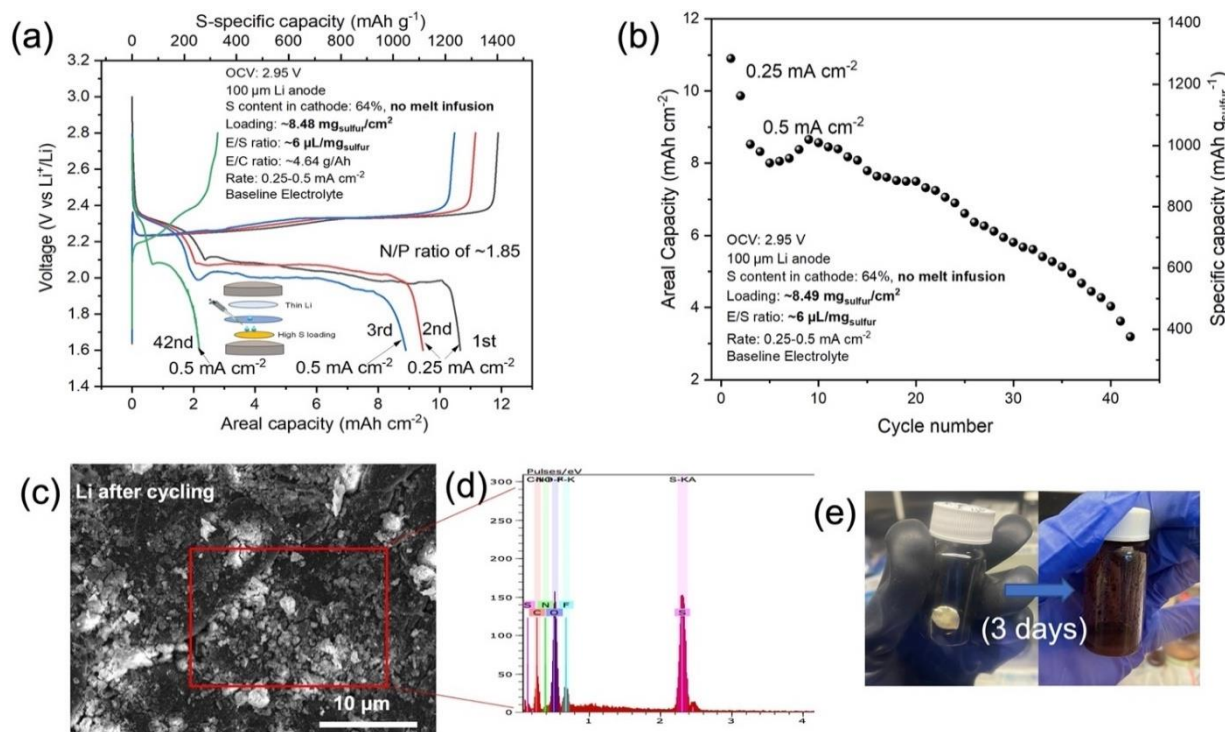 (a)
S-specific capacity (mAh g-1)
0 200 400 600 800 1000 1200 1400
3.2
3.0
2.8
2.6
2.4
2.2
2.0
1.8
1.6
1.4
Voltage (V vs Li+/Li)
OCV: 2.95 V
100 µm Li anode
S content in cathode: 64%, no melt infusion
Loading: ~8.48 mgsulfur/cm2
E/S ratio: ~6 µL/mgsulfur
E/C ratio: ~4.64 g/Ah
Rate: 0.25-0.5 mA cm-2
Baseline Electrolyte
N/P ratio of ~1.85
Thin Li
High S loading
42nd
3rd
2nd
1st
0.5 mA cm-2
0.5 mA cm-2
0.25 mA cm-2
0 2 4 6 8 10 12
Areal capacity (mAh cm-2)
(b)
12
11
10
9
8
7
6
5
4
3
2
Areal Capacity (mAh cm-2)
0.25 mA cm-2
0.5 mA cm-2
OCV: 2.95 V
100 µm Li anode
S content in cathode: 64%, no melt infusion
Loading: ~8.49 mgsulfur/cm2
E/S ratio: ~6 µL/mgsulfur
Rate: 0.25-0.5 mA cm-2
Baseline Electrolyte
1400
1200
1000
800
600
400
Specific capacity (mAh gsulfur-1)
0 10 20 30 40
Cycle number
(c)
Li after cycling
10 µm
(d)
Pulses/eV
S-KA
300
250
200
150
100
50
0
S C N O F S
1 2 3 4
(e)
(3 days)